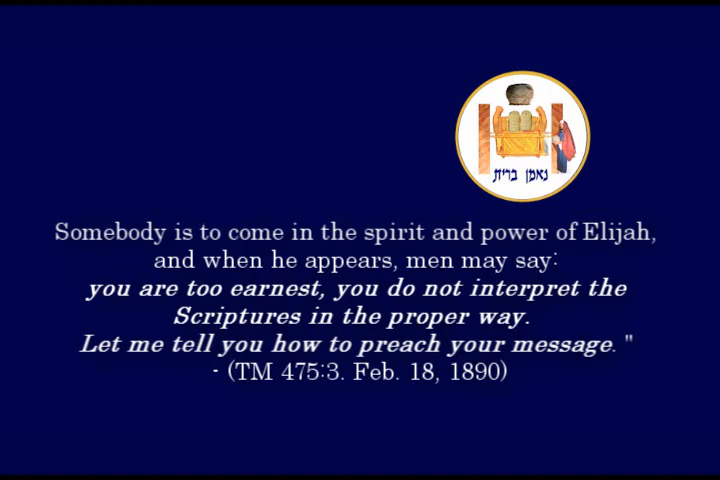 נאמן ברית
Somebody is to come in the spirit and power of Elijah,
and when he appears, men may say:
you are too earnest, you do not interpret the
Scriptures in the proper way.
Let me tell you how to preach your message. "
- (TM 475:3. Feb. 18, 1890)